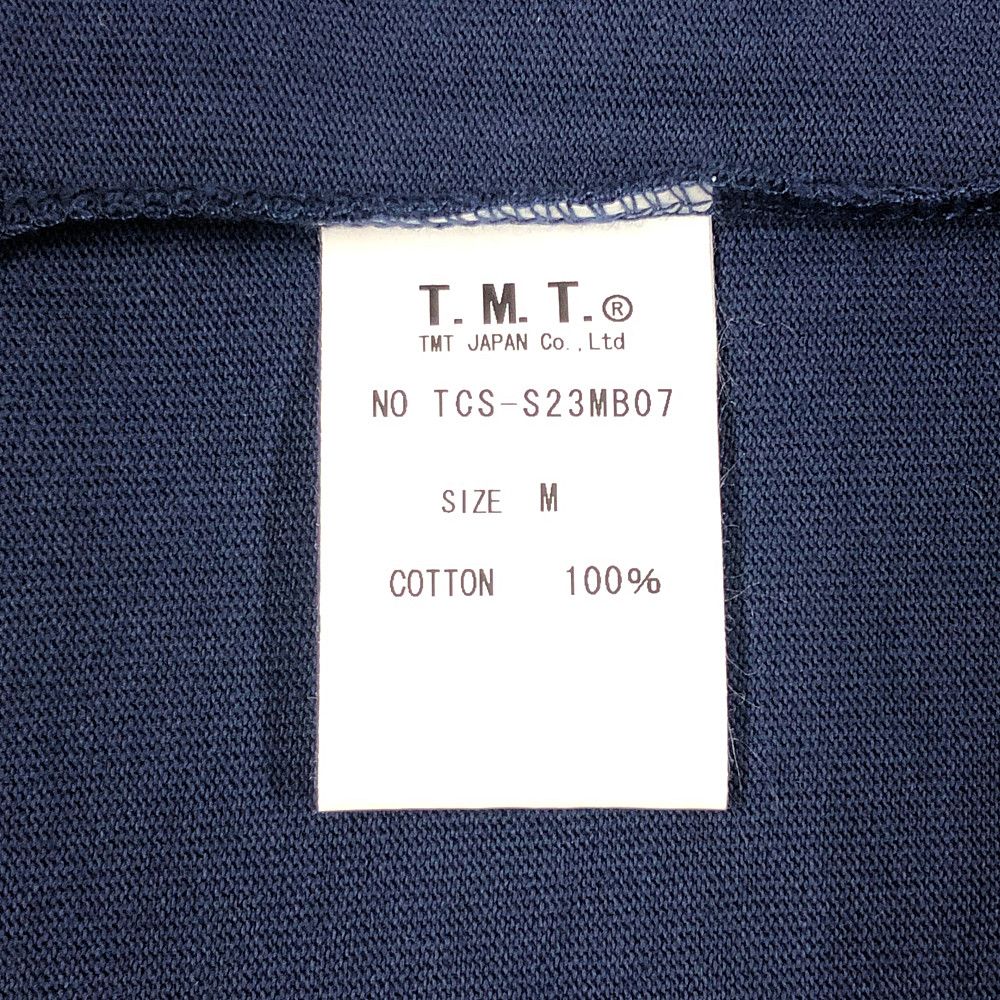 T. M. T.®
TMT JAPAN Co.,Ltd
NO TCS-S23MB07
SIZE M
COTTON 100%